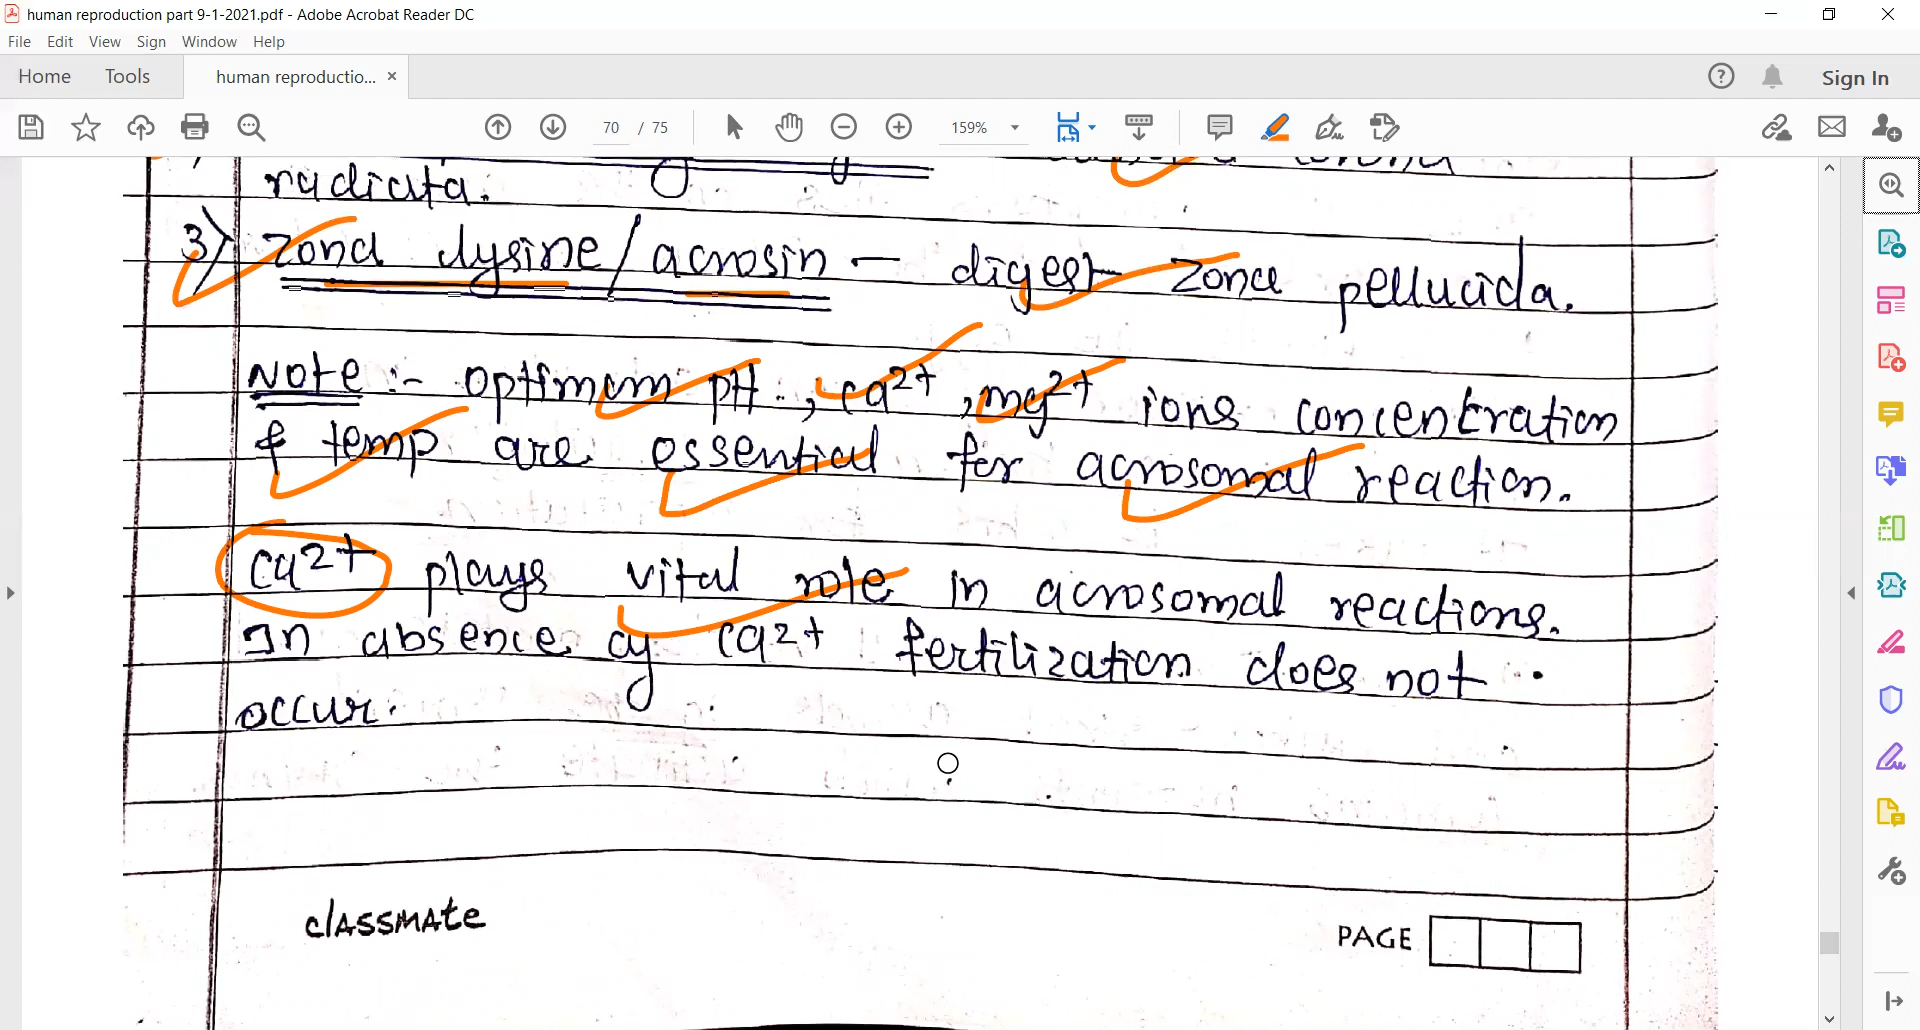 human reproduction part 9-1-2021.pdf - Adobe Acrobat Reader DC
File Edit View Sign Window Help
Home Tools human reproductio... × Sign In
70 / 75 159%
radiata.
3) Zona lysine / acrosin - digest zona pellucida.
Note :- Optimum pH , Ca2+ , mg2+ ions concentration
& temp are essential for acrosomal reaction.
Ca2+ plays vital role in acrosomal reactions.
In absence of Ca2+ fertilization does not
occur.
classmate
PAGE